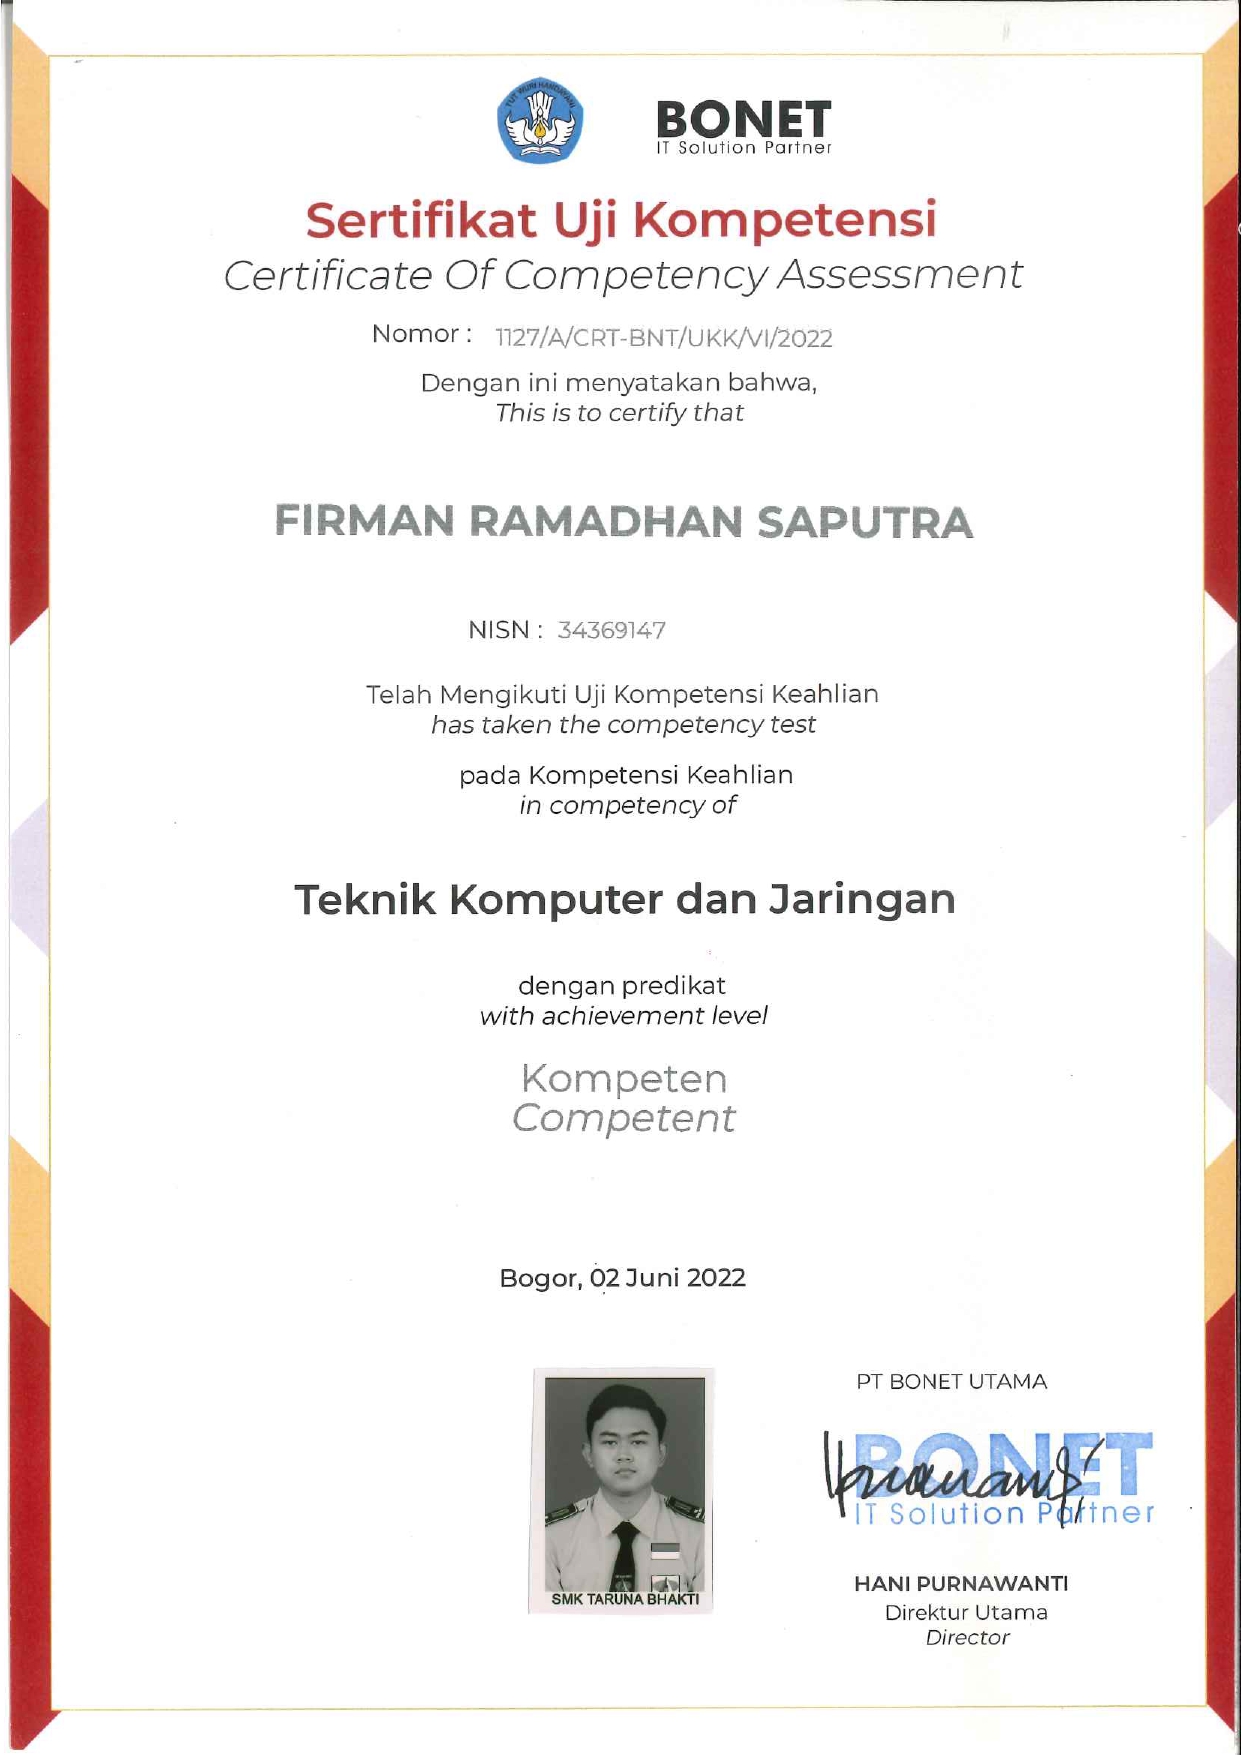 TUT WURI HANDAYANI
BONET
IT Solution Partner
Sertifikat Uji Kompetensi
Certificate Of Competency Assessment
Nomor : 1127/A/CRT-BNT/UKK/VI/2022
Dengan ini menyatakan bahwa,
This is to certify that
FIRMAN RAMADHAN SAPUTRA
NISN : 34369147
Telah Mengikuti Uji Kompetensi Keahlian
has taken the competency test
pada Kompetensi Keahlian
in competency of
Teknik Komputer dan Jaringan
dengan predikat
with achievement level
Kompeten
Competent
Bogor, 02 Juni 2022
SMK TARUNA BHAKTI
PT BONET UTAMA
BONET
IT Solution Partner
HANI PURNAWANTI
Direktur Utama
Director